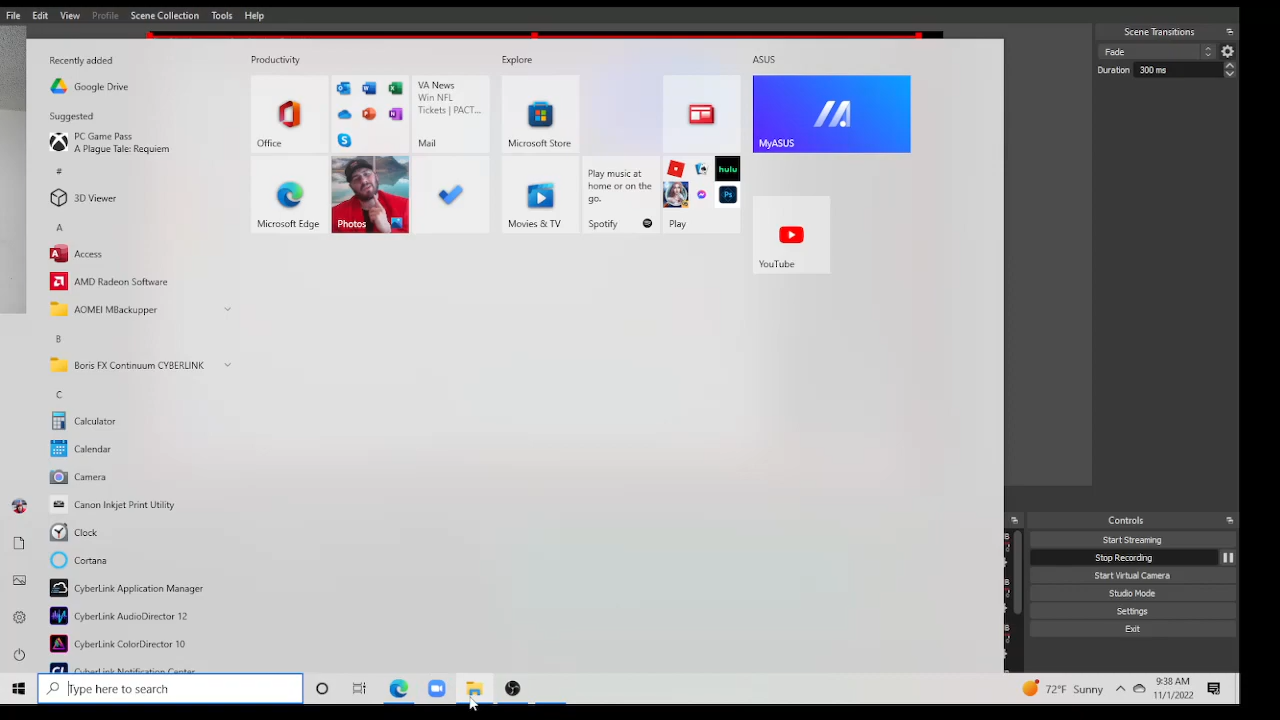 File Edit View Profile Scene Collection Tools Help
Scene Transitions
Fade
Duration 300 ms
Recently added
Google Drive
Suggested
PC Game Pass
A Plague Tale: Requiem
#
3D Viewer
A
Access
AMD Radeon Software
AOMEI MBackupper
B
Boris FX Continuum CYBERLINK
C
Calculator
Calendar
Camera
Canon Inkjet Print Utility
Clock
Cortana
CyberLink Application Manager
CyberLink AudioDirector 12
CyberLink ColorDirector 10
CyberLink Notification Center
Productivity
Office
VA News
Win NFL
Tickets | PACT...
Mail
Microsoft Edge
Photos
Explore
Microsoft Store
Movies & TV
Play music at
home or on the
go.
Spotify
hulu
Ps
Play
ASUS
MyASUS
YouTube
Controls
Start Streaming
Stop Recording
Start Virtual Camera
Studio Mode
Settings
Exit
Type here to search
72°F Sunny
9:38 AM
11/1/2022